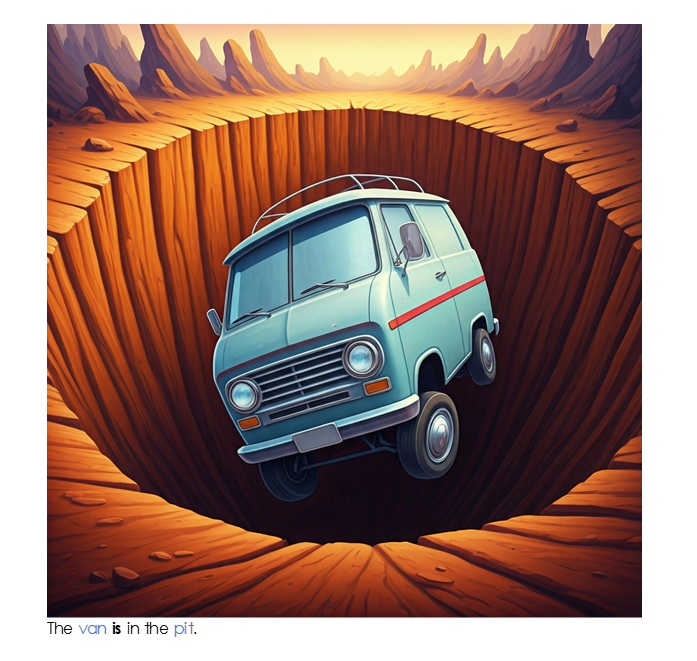 The van is in the pit.